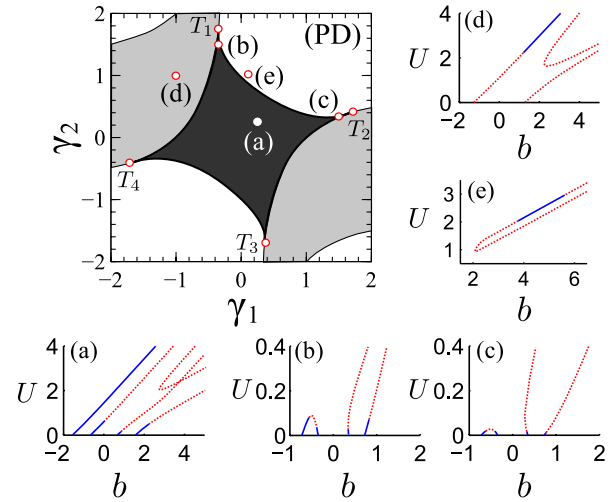 T₁ (b) (PD)
(d) (e)
(c)
T₂
(a)
T₄
T₃
2
1
0
−1
−2
γ₂
−2 −1 0 1 2
γ₁
(d)
U
4
2
0
−2 0 2 4
b
(e)
U
3
2
1
2 4 6
b
(a)
U
4
2
0
−2 0 2 4
b
(b)
U
0.4
0.2
0
−1 0 1 2
b
(c)
U
0.4
0.2
0
−1 0 1 2
b